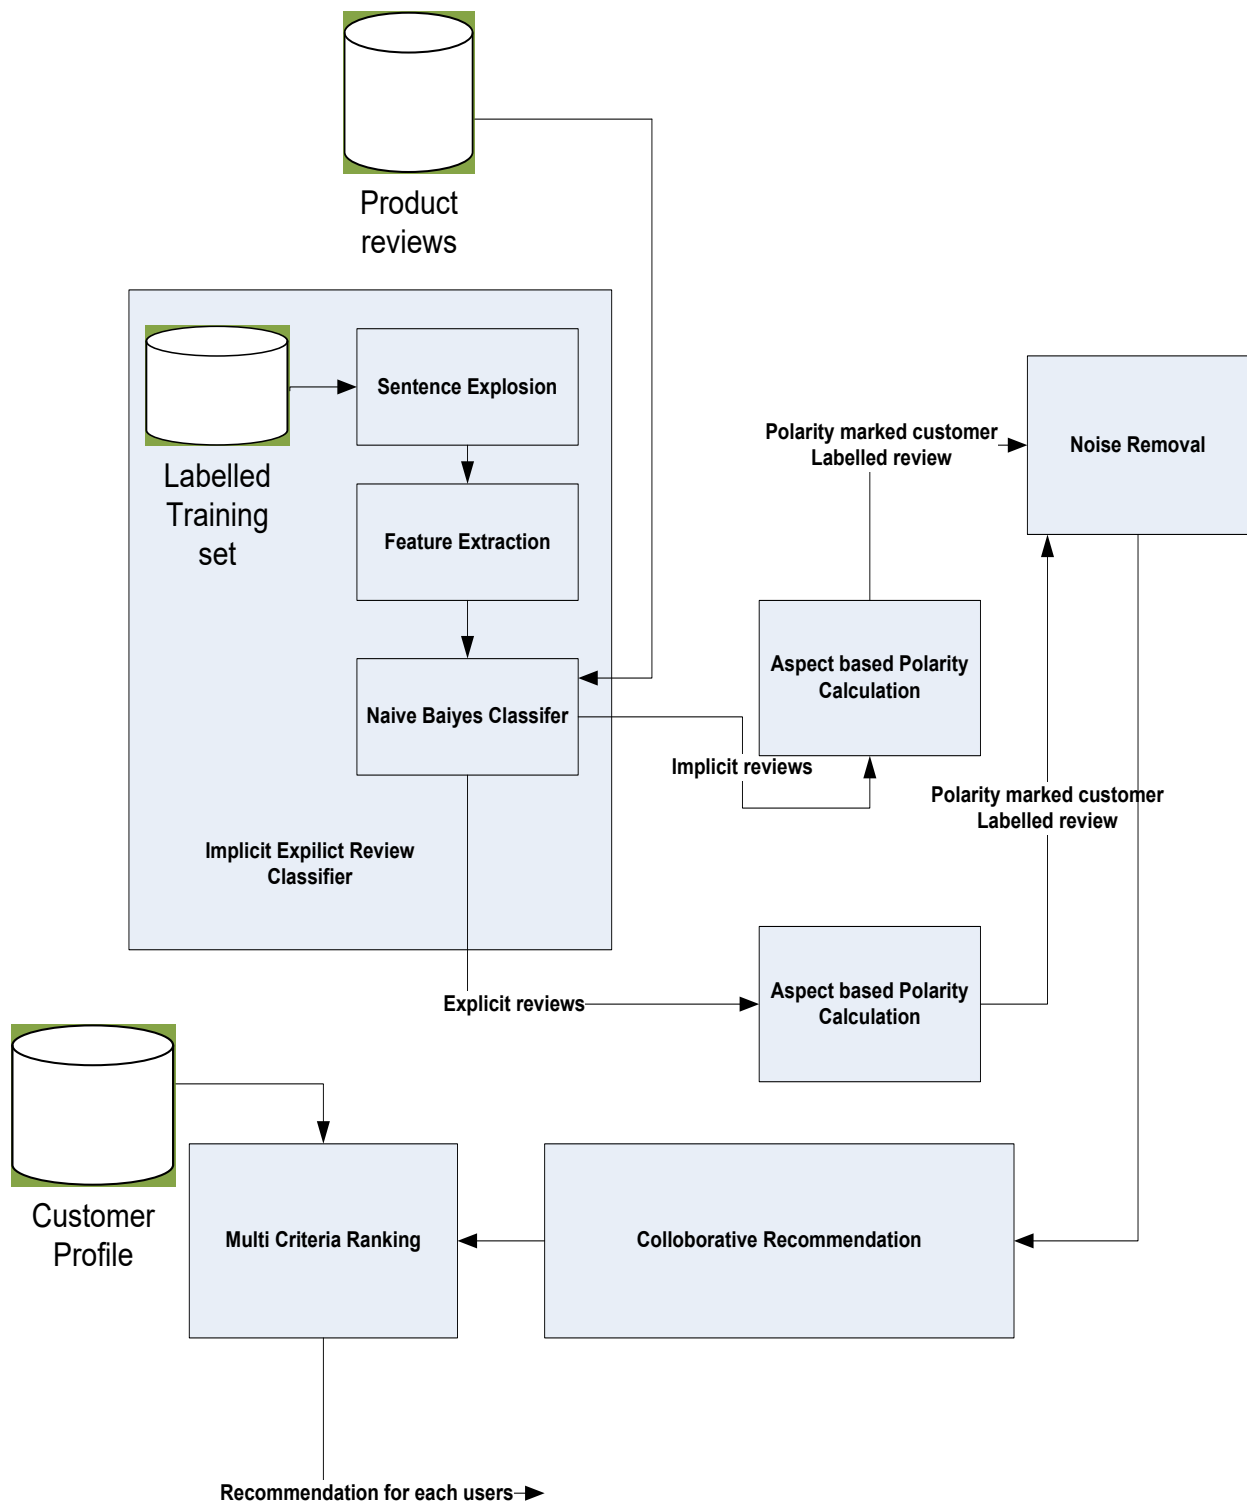 Product
reviews
Sentence Explosion
Labelled
Training
set
Feature Extraction
Naive Baiyes Classifer
Implicit Expilict Review
Classifier
Polarity marked customer
Labelled review
Noise Removal
Aspect based Polarity
Calculation
Implicit reviews
Polarity marked customer
Labelled review
Explicit reviews
Aspect based Polarity
Calculation
Customer
Profile
Multi Criteria Ranking
Colloborative Recommendation
Recommendation for each users